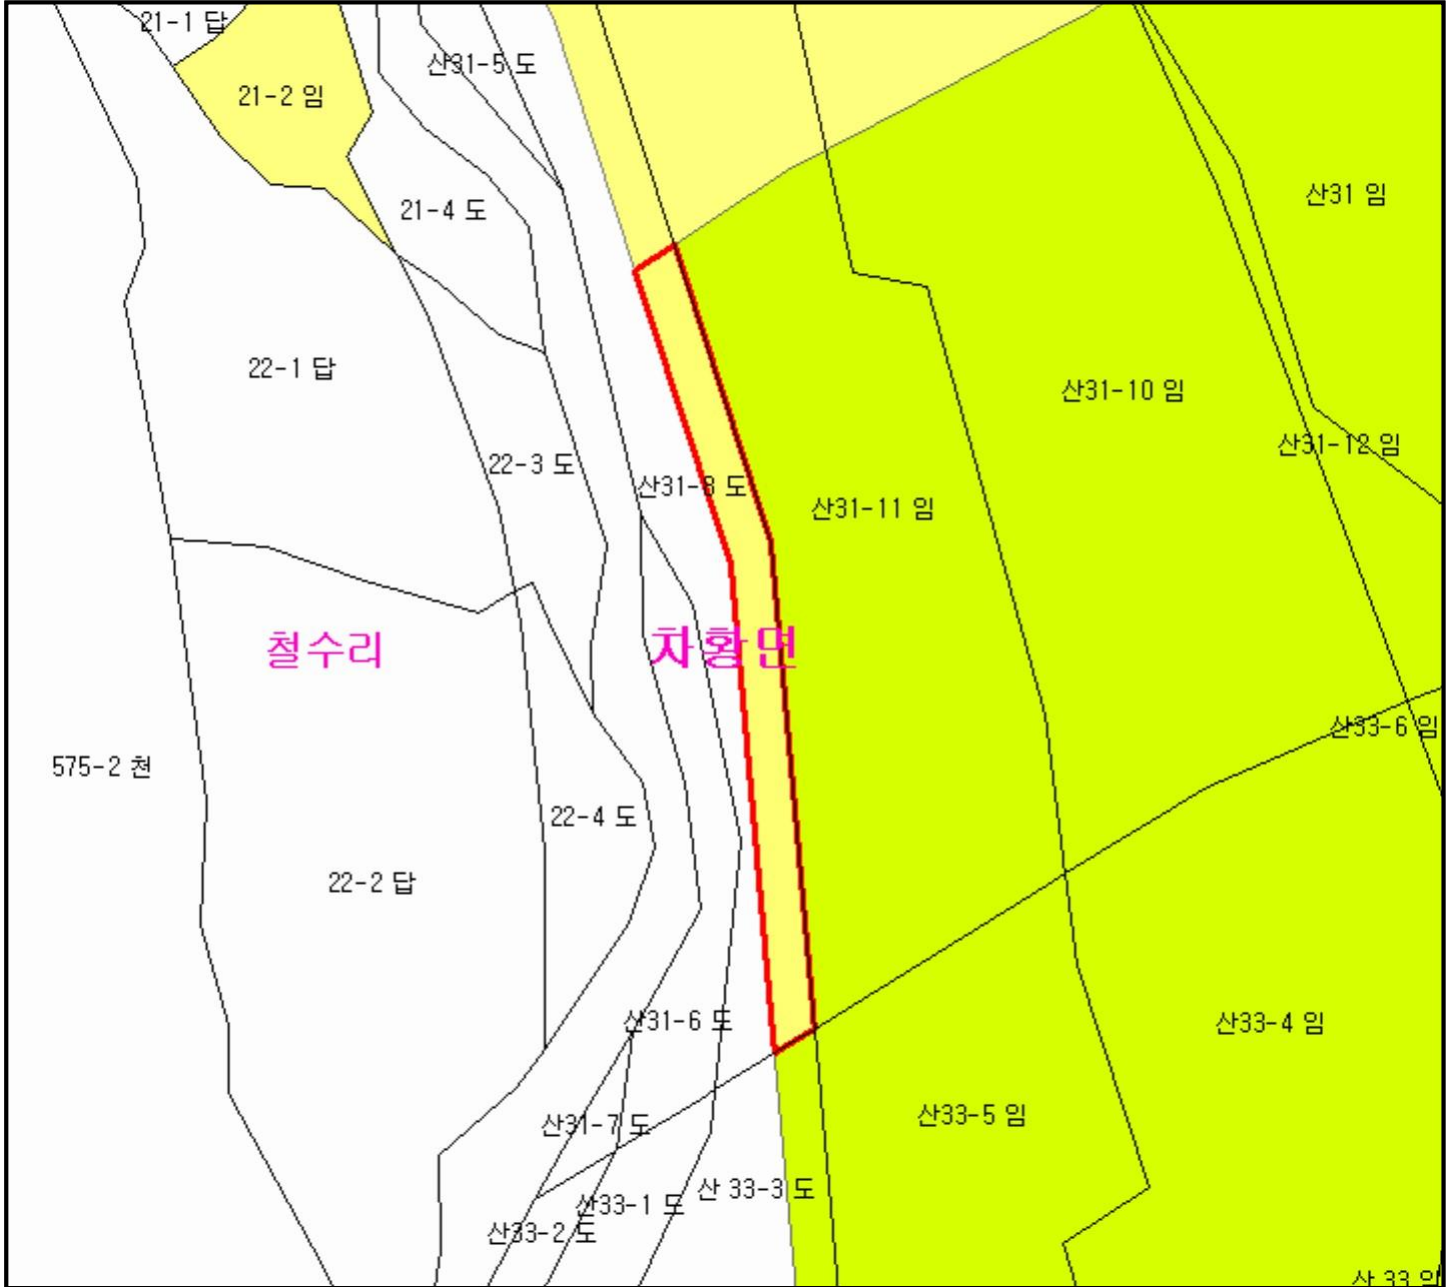 21-1 답
산31-5 도
21-2 임
산31 임
21-4 도
22-1 답
산31-10 임
산31-12 임
22-3 도
산31-8 도
산31-11 임
철수리
차황면
산33-6 임
575-2 천
22-4 도
22-2 답
산31-6 도
산33-4 임
산33-5 임
산31-7 도
산 33-3 도
산33-1 도
산33-2 도
산 33 임